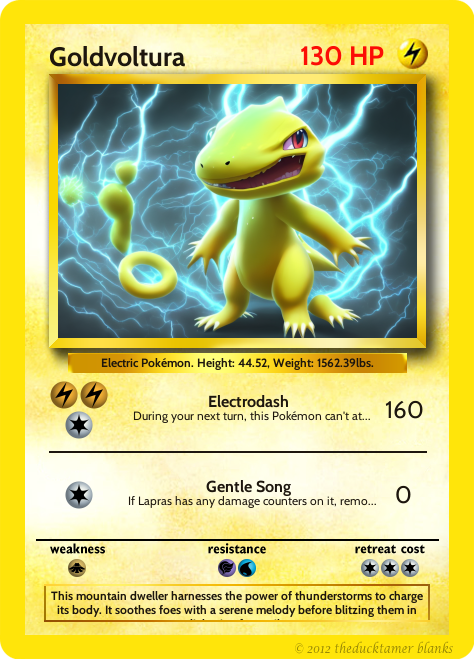 Goldvoltura
130 HP
Electric Pokémon. Height: 44.52, Weight: 1562.39lbs.
Electrodash
During your next turn, this Pokémon can't at...
160
Gentle Song
If Lapras has any damage counters on it, remo...
0
weakness
resistance
retreat cost
This mountain dweller harnesses the power of thunderstorms to charge
its body. It soothes foes with a serene melody before blitzing them in
© 2012 theducktamer blanks